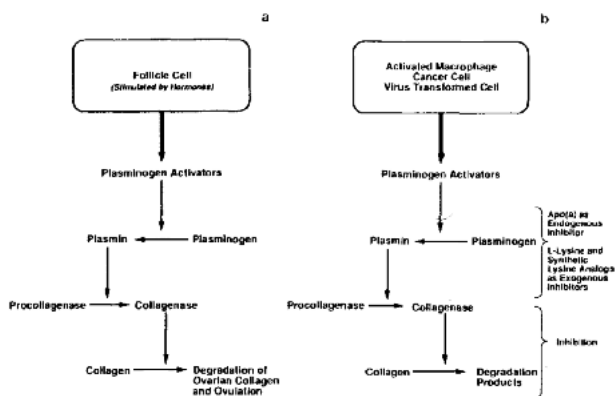 a
Follicle Cell
(Stimulated by Hormones)
Plasminogen Activators
Plasmin
Plasminogen
Procollagenase
Collagenase
Collagen
Degradation of
Ovarian Collagen
and Ovulation
b
Activated Macrophage
Cancer Cell
Virus Transformed Cell
Plasminogen Activators
Plasmin
Plasminogen
Apo(a) as
Endogenous
Inhibitor
L-Lysine and
Synthetic
Lysine Analogs
as Exogenous
Inhibitors
Procollagenase
Collagenase
Inhibition
Collagen
Degradation
Products